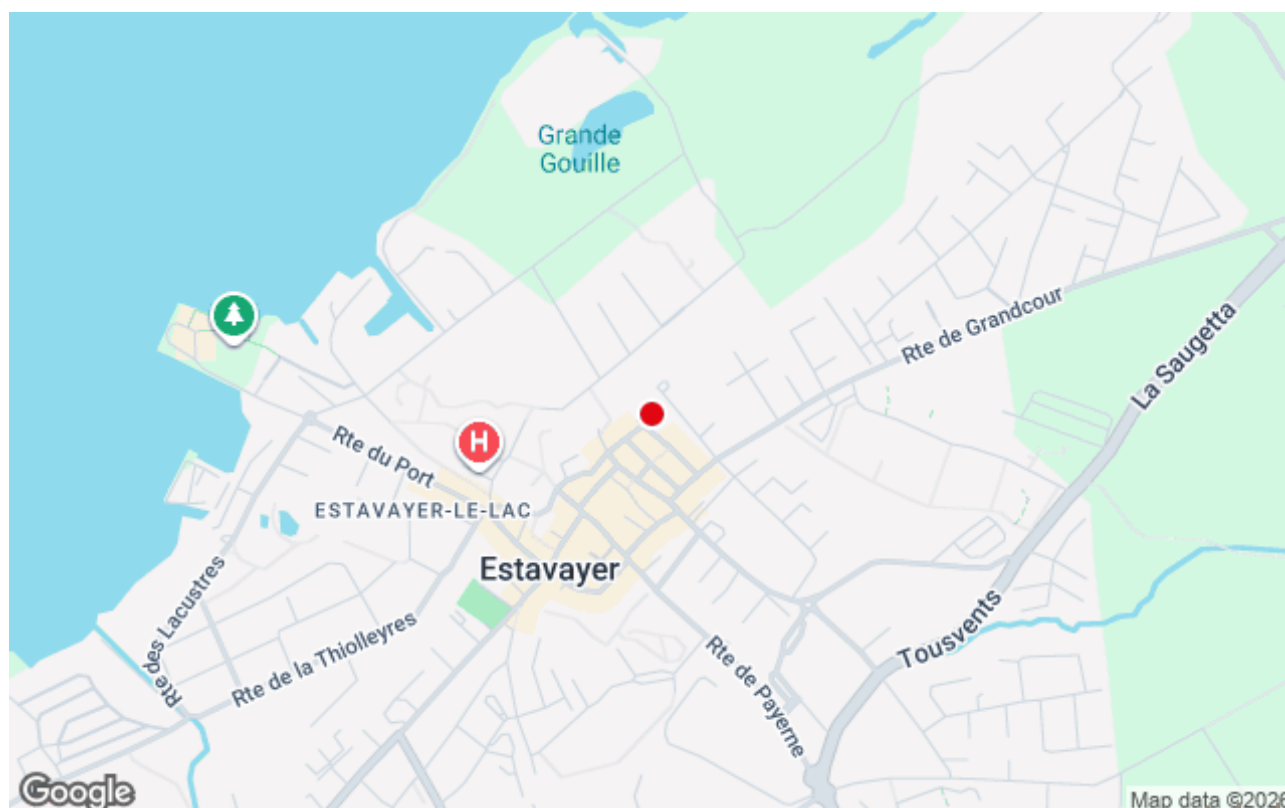 Grande
Gouille
Rte de Grandcour
La Saugetta
H
Rte du Port
ESTAVAYER-LE-LAC
Estavayer
Rte des Lacustres
Rte de la Thiolleyres
Tousvents
Rte de Payerne
Google
Map data ©2026